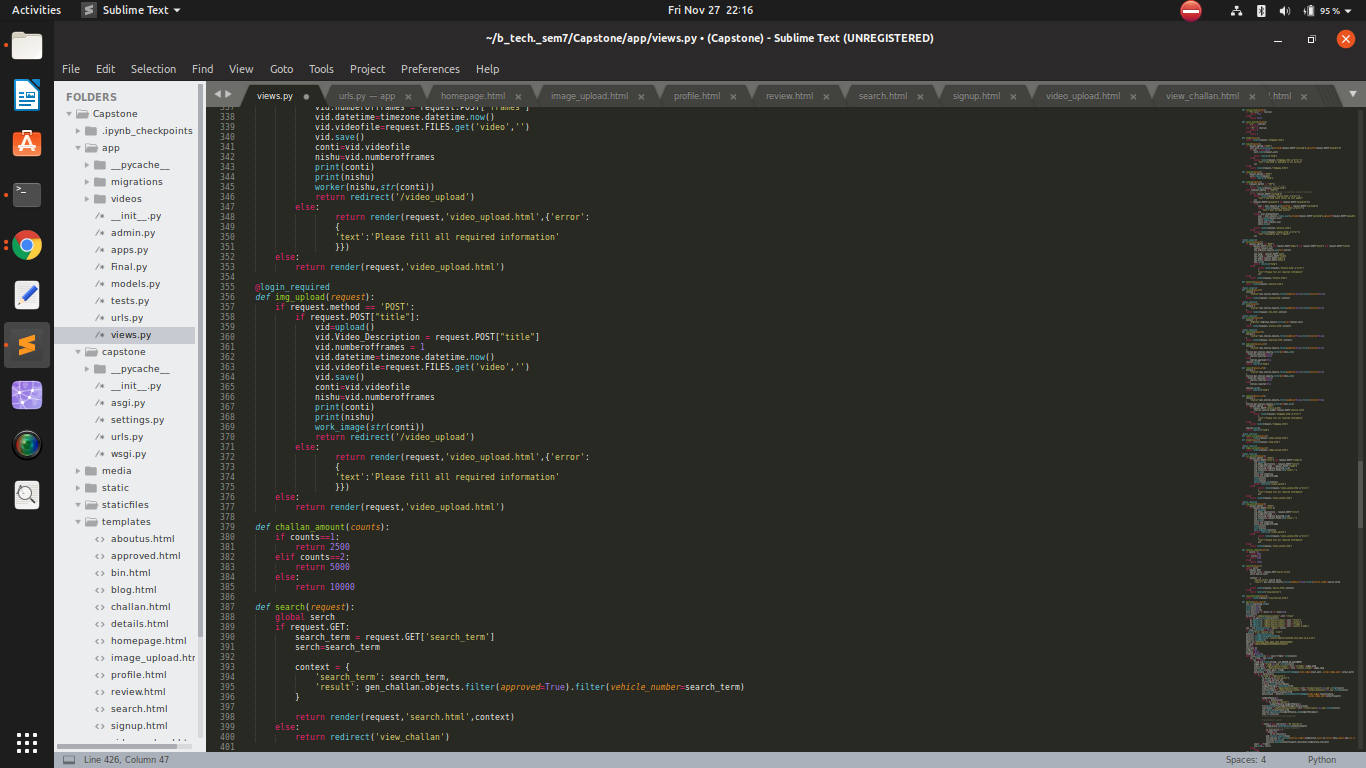 Activities
Sublime Text
Fri Nov 27 22:16
95 %
~/b_tech._sem7/Capstone/app/views.py • (Capstone) - Sublime Text (UNREGISTERED)
File Edit Selection Find View Goto Tools Project Preferences Help
FOLDERS
Capstone
.ipynb_checkpoints
app
__pycache__
migrations
videos
__init__.py
admin.py
apps.py
Final.py
models.py
tests.py
urls.py
views.py
capstone
__pycache__
__init__.py
asgi.py
settings.py
urls.py
wsgi.py
media
static
staticfiles
templates
aboutus.html
approved.html
bin.html
blog.html
challan.html
details.html
homepage.html
image_upload.htr
profile.html
review.html
search.html
signup.html
views.py
urls.py — app
homepage.html
image_upload.html
profile.html
review.html
search.html
signup.html
video_upload.html
view_challan.html
'.html
337 vid.numberofframes = request.POST["frames"]
338 vid.datetime=timezone.datetime.now()
339 vid.videofile=request.FILES.get('video','')
340 vid.save()
341 conti=vid.videofile
342 nishu=vid.numberofframes
343 print(conti)
344 print(nishu)
345 worker(nishu,str(conti))
346 return redirect('/video_upload')
347 else:
348 return render(request,'video_upload.html',{'error':
349 {
350 'text':'Please fill all required information'
351 }})
352 else:
353 return render(request,'video_upload.html')
354
355 @login_required
356 def img_upload(request):
357 if request.method == 'POST':
358 if request.POST["title"]:
359 vid=upload()
360 vid.Video_Description = request.POST["title"]
361 vid.numberofframes = 1
362 vid.datetime=timezone.datetime.now()
363 vid.videofile=request.FILES.get('video','')
364 vid.save()
365 conti=vid.videofile
366 nishu=vid.numberofframes
367 print(conti)
368 print(nishu)
369 work_image(str(conti))
370 return redirect('/video_upload')
371 else:
372 return render(request,'video_upload.html',{'error':
373 {
374 'text':'Please fill all required information'
375 }})
376 else:
377 return render(request,'video_upload.html')
378
379 def challan_amount(counts):
380 if counts==1:
381 return 2500
382 elif counts==2:
383 return 5000
384 else:
385 return 10000
386
387 def search(request):
388 global serch
389 if request.GET:
390 search_term = request.GET['search_term']
391 serch=search_term
392
393 context = {
394 'search_term': search_term,
395 'result': gen_challan.objects.filter(approved=True).filter(vehicle_number=search_term)
396 }
397
398 return render(request,'search.html',context)
399 else:
400 return redirect('view_challan')
401
Line 426, Column 47
Spaces: 4
Python